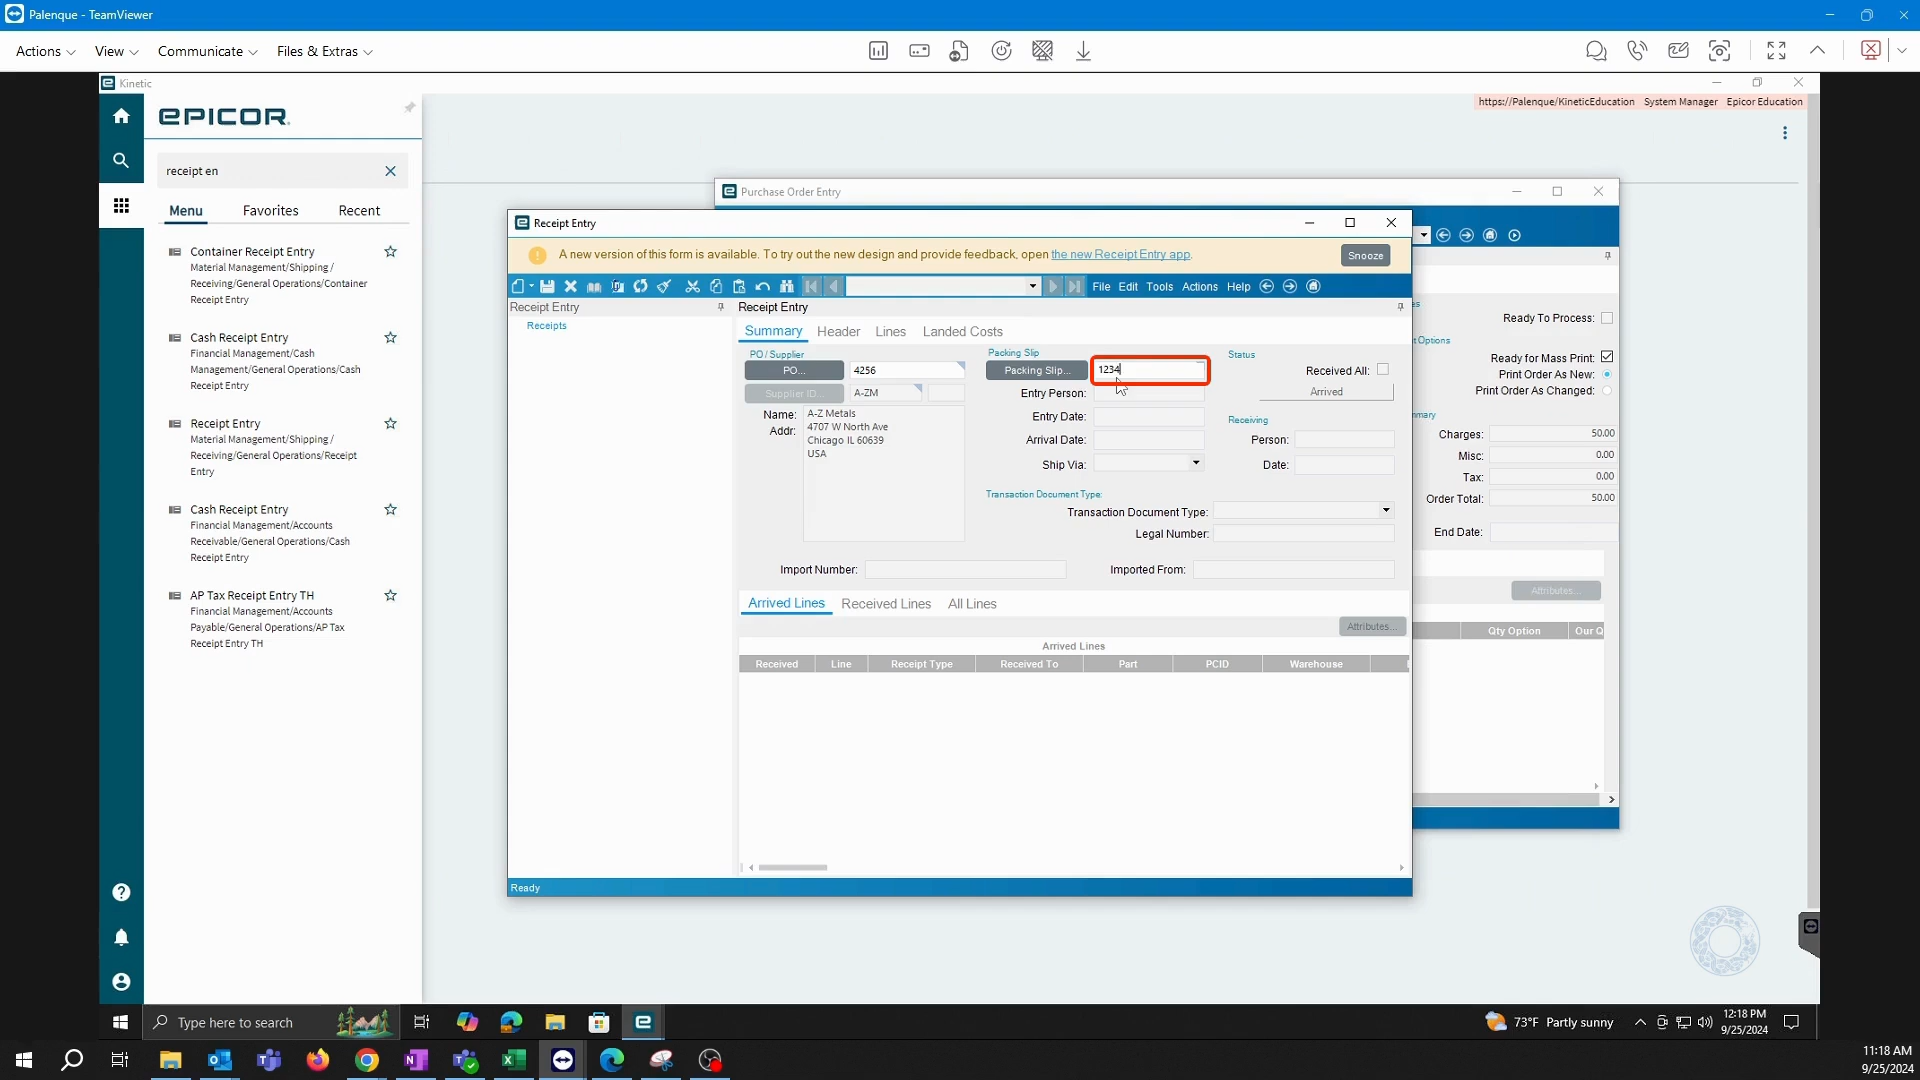 Palenque - TeamViewer
Actions View Communicate Files & Extras
Kinetic
EPICOR
https://Palenque/KineticEducation System Manager Epicor Education
receipt en
Menu Favorites Recent
Container Receipt Entry
Material Management/Shipping /
Receiving/General Operations/Container
Receipt Entry
Cash Receipt Entry
Financial Management/Cash
Management/General Operations/Cash
Receipt Entry
Receipt Entry
Material Management/Shipping /
Receiving/General Operations/Receipt
Entry
Cash Receipt Entry
Financial Management/Accounts
Receivable/General Operations/Cash
Receipt Entry
AP Tax Receipt Entry TH
Financial Management/Accounts
Payable/General Operations/AP Tax
Receipt Entry TH
Purchase Order Entry
Receipt Entry
A new version of this form is available. To try out the new design and provide feedback, open the new Receipt Entry app.
Snooze
File Edit Tools Actions Help
Receipt Entry
Receipts
Receipt Entry
Summary Header Lines Landed Costs
PO / Supplier
PO... 4256
Supplier ID... A-ZM
Name: A-Z Metals
Addr: 4707 W North Ave
Chicago IL 60639
USA
Packing Slip
Packing Slip... 1234
Entry Person:
Entry Date:
Arrival Date:
Ship Via:
Status
Received All:
Arrived
Receiving
Person:
Date:
Transaction Document Type:
Transaction Document Type:
Legal Number:
Import Number:
Imported From:
Arrived Lines Received Lines All Lines
Attributes...
Arrived Lines
Received Line Receipt Type Received To Part PCID Warehouse
Ready
Ready To Process:
t Options
Ready for Mass Print:
Print Order As New:
Print Order As Changed:
mary
Charges: 50.00
Misc: 0.00
Tax: 0.00
Order Total: 50.00
End Date:
Attributes...
Qty Option Our Q
Type here to search
73°F Partly sunny
12:18 PM
9/25/2024
11:18 AM
9/25/2024